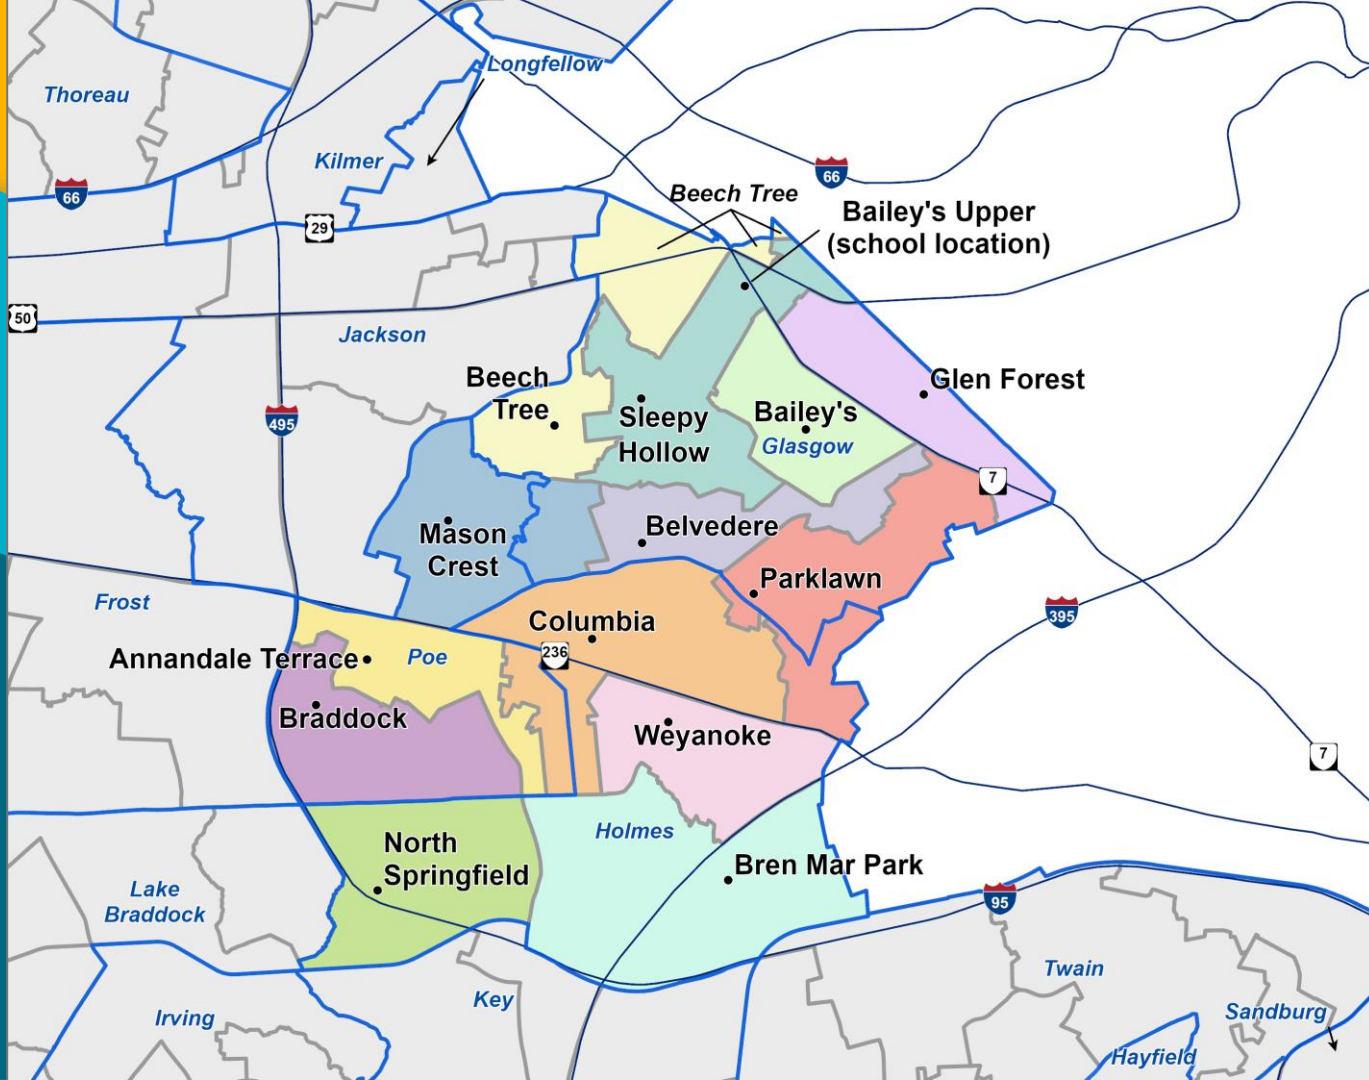 Longfellow
Thoreau
Kilmer
66
66
Beech Tree
Bailey's Upper
(school location)
29
50
Jackson
Beech
Tree
Glen Forest
495
Sleepy
Hollow
Bailey's
Glasgow
7
Mason
Crest
Belvedere
Parklawn
Frost
Columbia
395
236
Annandale Terrace
Poe
Braddock
Weyanoke
7
Holmes
North
Springfield
Bren Mar Park
Lake
Braddock
95
Twain
Key
Irving
Sandburg
Hayfield